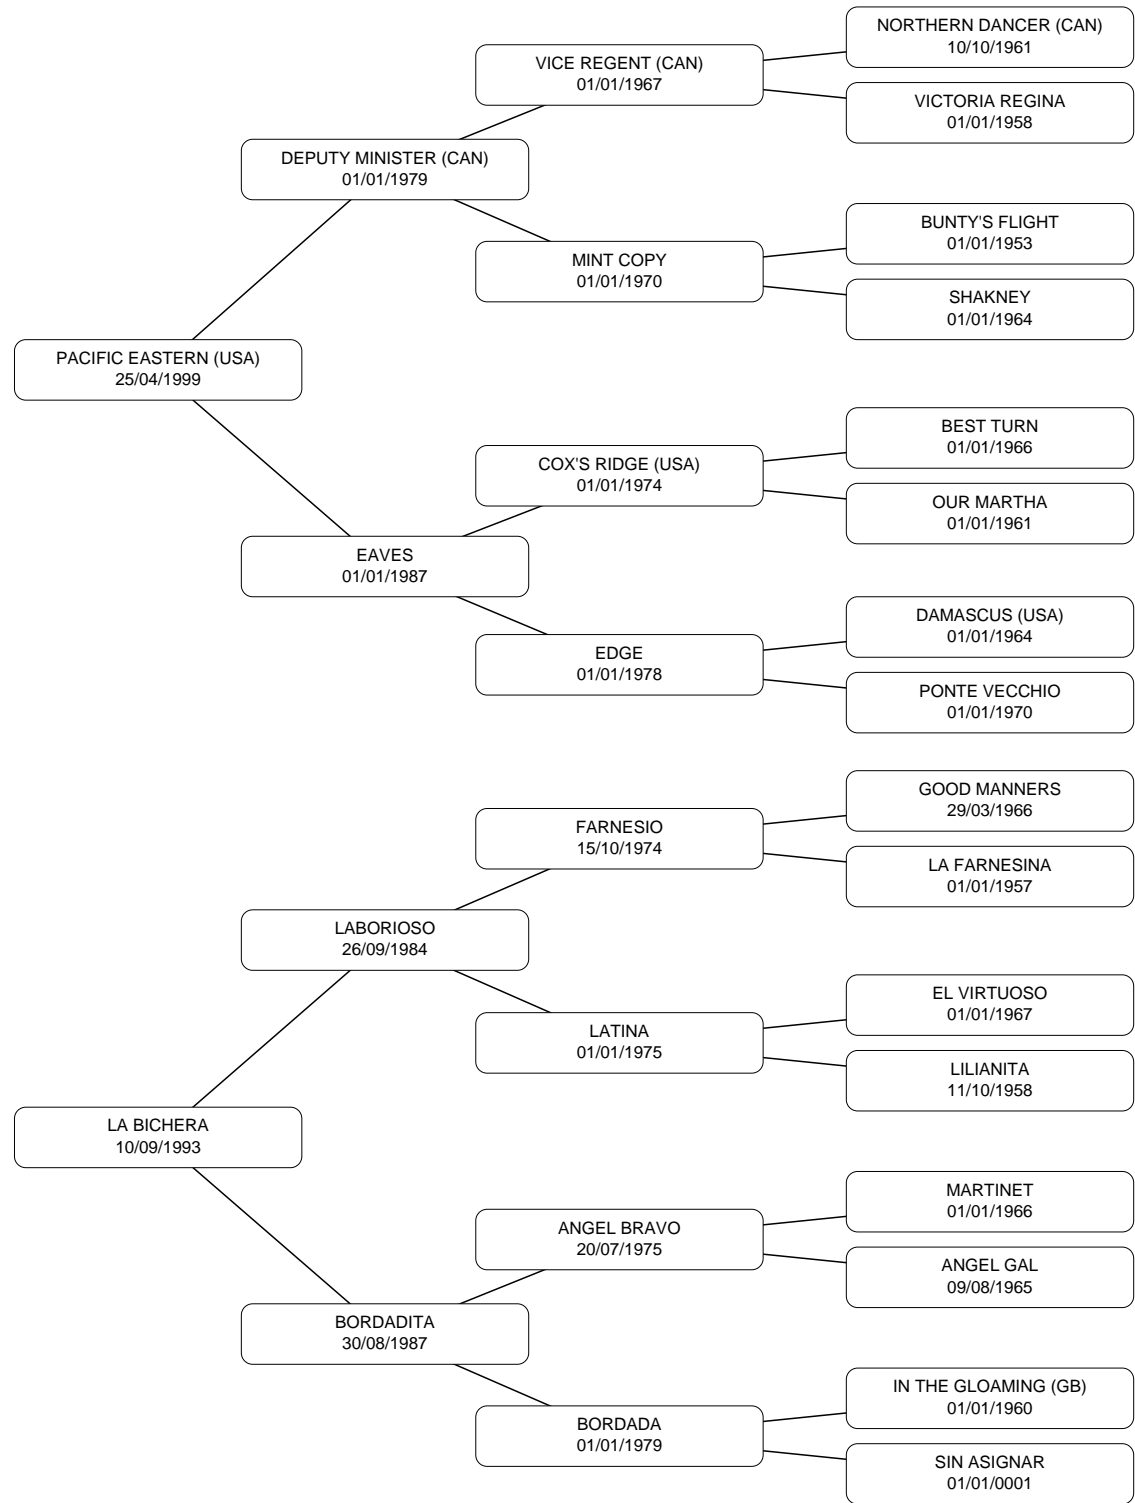 NORTHERN DANCER (CAN)
10/10/1961
VICE REGENT (CAN)
01/01/1967
VICTORIA REGINA
01/01/1958
DEPUTY MINISTER (CAN)
01/01/1979
BUNTY'S FLIGHT
01/01/1953
MINT COPY
01/01/1970
SHAKNEY
01/01/1964
PACIFIC EASTERN (USA)
25/04/1999
BEST TURN
01/01/1966
COX'S RIDGE (USA)
01/01/1974
OUR MARTHA
01/01/1961
EAVES
01/01/1987
DAMASCUS (USA)
01/01/1964
EDGE
01/01/1978
PONTE VECCHIO
01/01/1970
GOOD MANNERS
29/03/1966
FARNESIO
15/10/1974
LA FARNESINA
01/01/1957
LABORIOSO
26/09/1984
EL VIRTUOSO
01/01/1967
LATINA
01/01/1975
LILIANITA
11/10/1958
LA BICHERA
10/09/1993
MARTINET
01/01/1966
ANGEL BRAVO
20/07/1975
ANGEL GAL
09/08/1965
BORDADITA
30/08/1987
IN THE GLOAMING (GB)
01/01/1960
BORDADA
01/01/1979
SIN ASIGNAR
01/01/0001